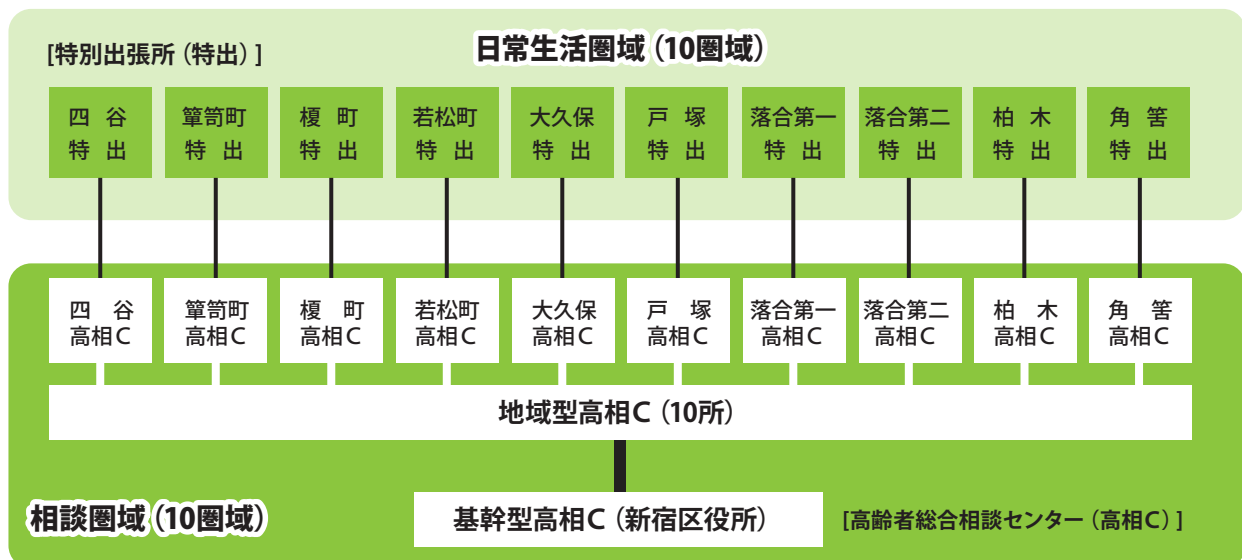 [特別出張所（特出）]
日常生活圏域（10圏域）
四谷
特出
簞笥町
特出
榎町
特出
若松町
特出
大久保
特出
戸塚
特出
落合第一
特出
落合第二
特出
柏木
特出
角筈
特出
四谷
高相C
簞笥町
高相C
榎町
高相C
若松町
高相C
大久保
高相C
戸塚
高相C
落合第一
高相C
落合第二
高相C
柏木
高相C
角筈
高相C
地域型高相C（10所）
基幹型高相C（新宿区役所）
相談圏域（10圏域）
[高齢者総合相談センター（高相C）]